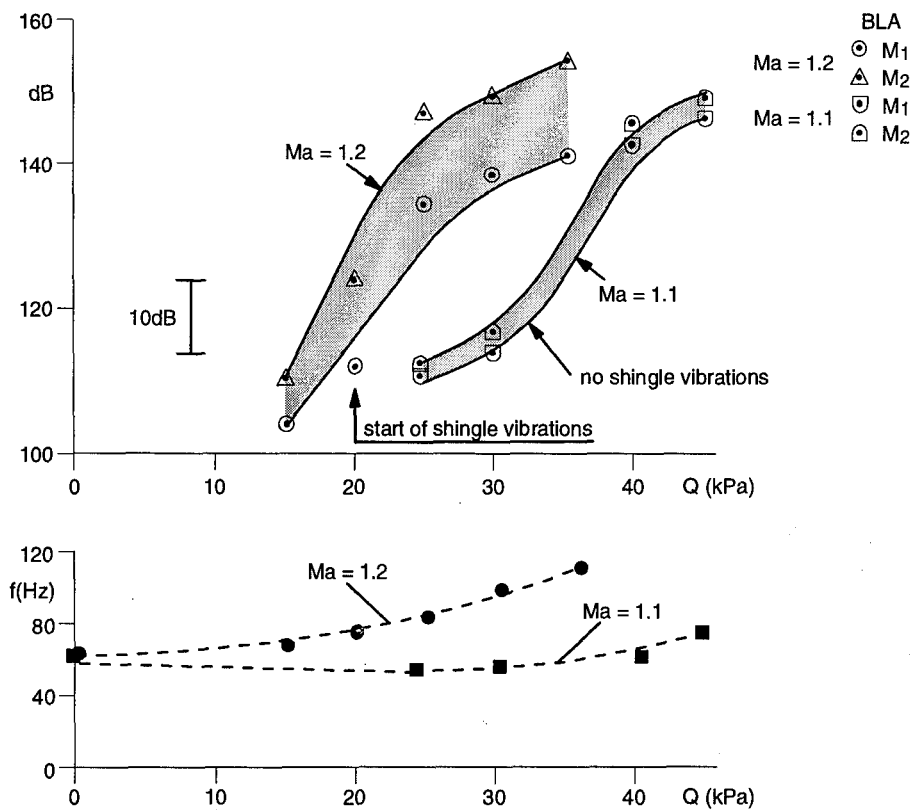 160
dB
140
120
100
10dB
Ma = 1.2
Ma = 1.1
no shingle vibrations
start of shingle vibrations
0
10
20
30
40
Q (kPa)
BLA
Ma = 1.2
M1
M2
Ma = 1.1
M1
M2
120
f(Hz)
80
40
0
Ma = 1.2
Ma = 1.1
0
10
20
30
40
Q (kPa)